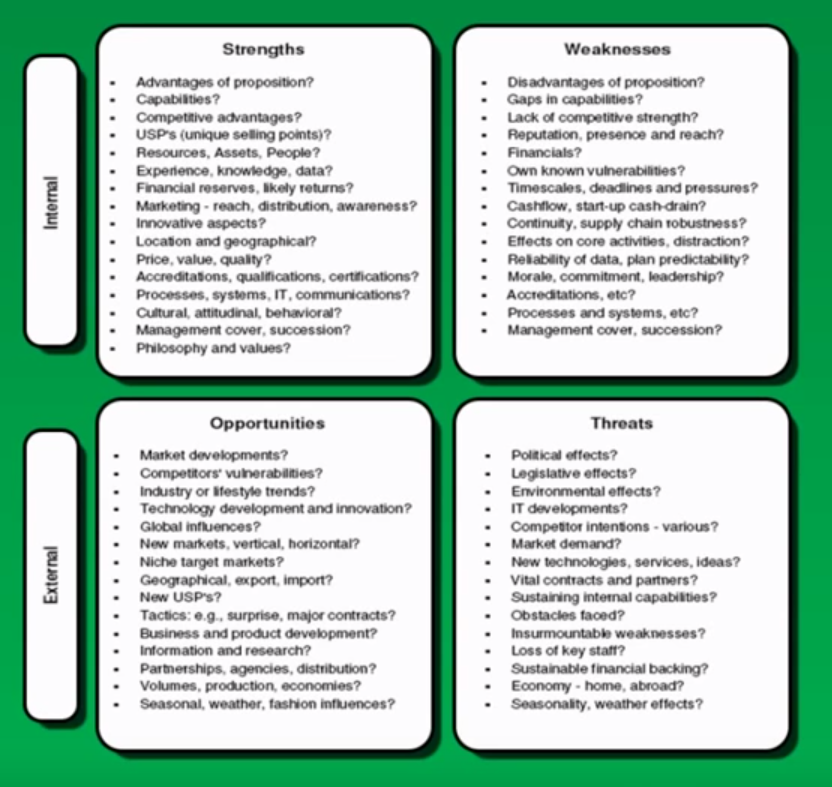 Internal
Strengths
▪ Advantages of proposition?
▪ Capabilities?
▪ Competitive advantages?
▪ USP's (unique selling points)?
▪ Resources, Assets, People?
▪ Experience, knowledge, data?
▪ Financial reserves, likely returns?
▪ Marketing - reach, distribution, awareness?
▪ Innovative aspects?
▪ Location and geographical?
▪ Price, value, quality?
▪ Accreditations, qualifications, certifications?
▪ Processes, systems, IT, communications?
▪ Cultural, attitudinal, behavioral?
▪ Management cover, succession?
▪ Philosophy and values?
Weaknesses
▪ Disadvantages of proposition?
▪ Gaps in capabilities?
▪ Lack of competitive strength?
▪ Reputation, presence and reach?
▪ Financials?
▪ Own known vulnerabilities?
▪ Timescales, deadlines and pressures?
▪ Cashflow, start-up cash-drain?
▪ Continuity, supply chain robustness?
▪ Effects on core activities, distraction?
▪ Reliability of data, plan predictability?
▪ Morale, commitment, leadership?
▪ Accreditations, etc?
▪ Processes and systems, etc?
▪ Management cover, succession?
External
Opportunities
▪ Market developments?
▪ Competitors' vulnerabilities?
▪ Industry or lifestyle trends?
▪ Technology development and innovation?
▪ Global influences?
▪ New markets, vertical, horizontal?
▪ Niche target markets?
▪ Geographical, export, import?
▪ New USP's?
▪ Tactics: e.g., surprise, major contracts?
▪ Business and product development?
▪ Information and research?
▪ Partnerships, agencies, distribution?
▪ Volumes, production, economies?
▪ Seasonal, weather, fashion influences?
Threats
▪ Political effects?
▪ Legislative effects?
▪ Environmental effects?
▪ IT developments?
▪ Competitor intentions - various?
▪ Market demand?
▪ New technologies, services, ideas?
▪ Vital contracts and partners?
▪ Sustaining internal capabilities?
▪ Obstacles faced?
▪ Insurmountable weaknesses?
▪ Loss of key staff?
▪ Sustainable financial backing?
▪ Economy - home, abroad?
▪ Seasonality, weather effects?